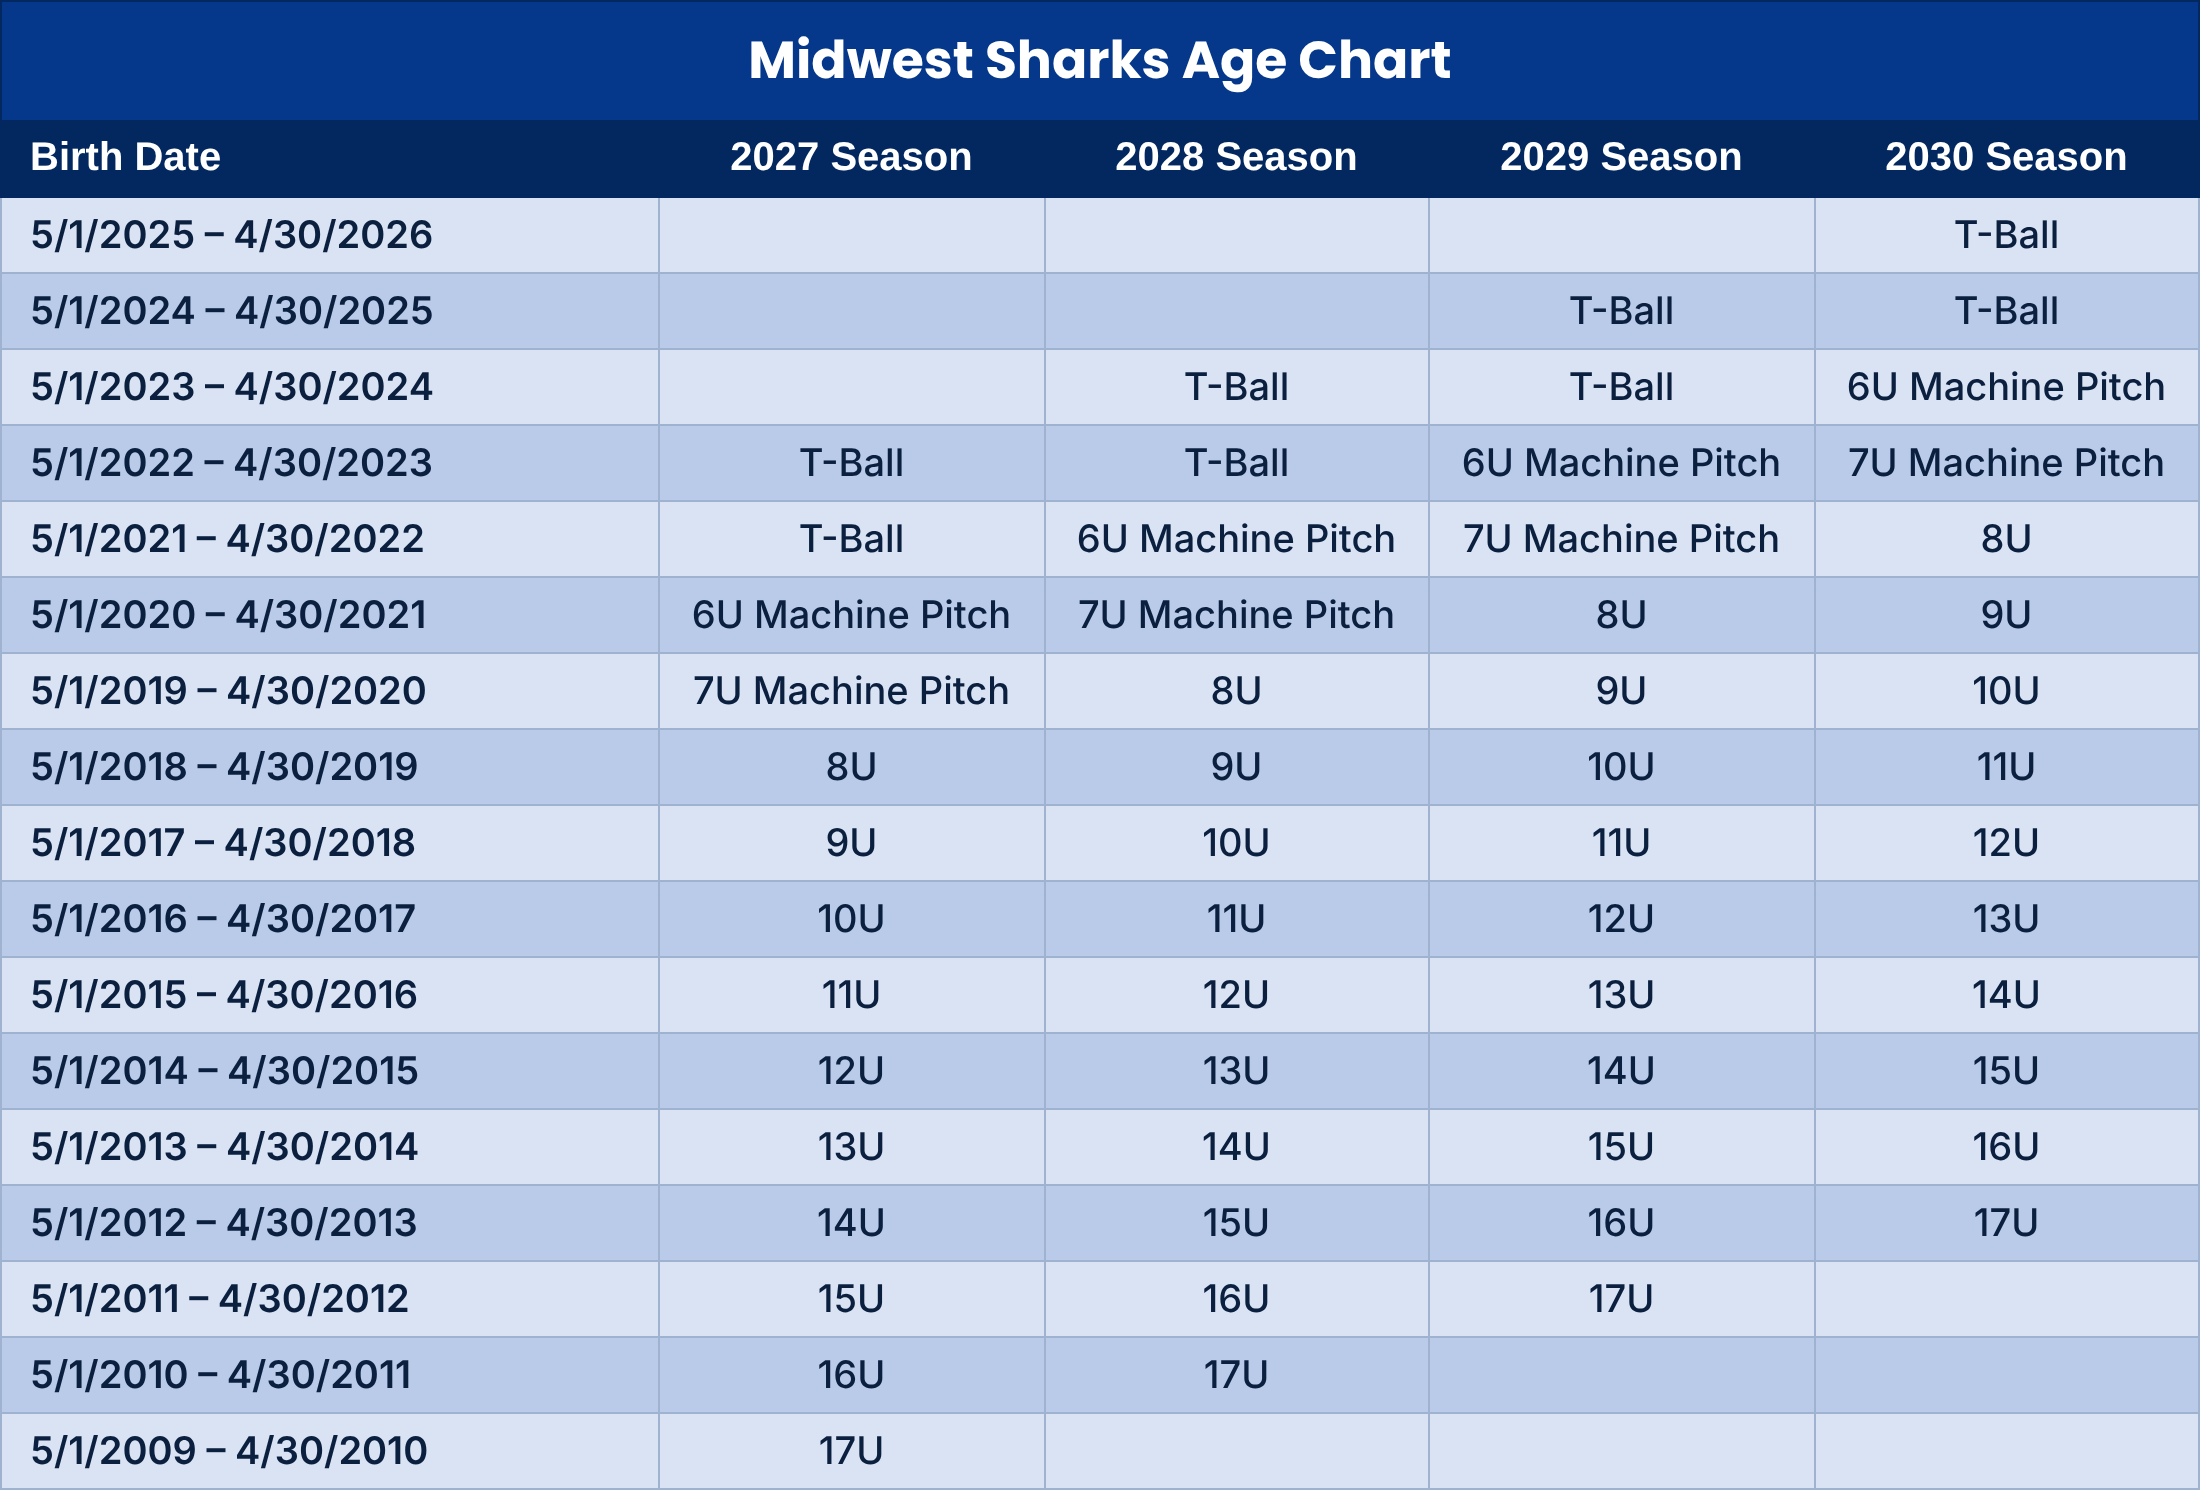 Midwest Sharks Age Chart
Birth Date 2027 Season 2028 Season 2029 Season 2030 Season
5/1/2025 – 4/30/2026 T-Ball
5/1/2024 – 4/30/2025 T-Ball T-Ball
5/1/2023 – 4/30/2024 T-Ball T-Ball 6U Machine Pitch
5/1/2022 – 4/30/2023 T-Ball T-Ball 6U Machine Pitch 7U Machine Pitch
5/1/2021 – 4/30/2022 T-Ball 6U Machine Pitch 7U Machine Pitch 8U
5/1/2020 – 4/30/2021 6U Machine Pitch 7U Machine Pitch 8U 9U
5/1/2019 – 4/30/2020 7U Machine Pitch 8U 9U 10U
5/1/2018 – 4/30/2019 8U 9U 10U 11U
5/1/2017 – 4/30/2018 9U 10U 11U 12U
5/1/2016 – 4/30/2017 10U 11U 12U 13U
5/1/2015 – 4/30/2016 11U 12U 13U 14U
5/1/2014 – 4/30/2015 12U 13U 14U 15U
5/1/2013 – 4/30/2014 13U 14U 15U 16U
5/1/2012 – 4/30/2013 14U 15U 16U 17U
5/1/2011 – 4/30/2012 15U 16U 17U
5/1/2010 – 4/30/2011 16U 17U
5/1/2009 – 4/30/2010 17U